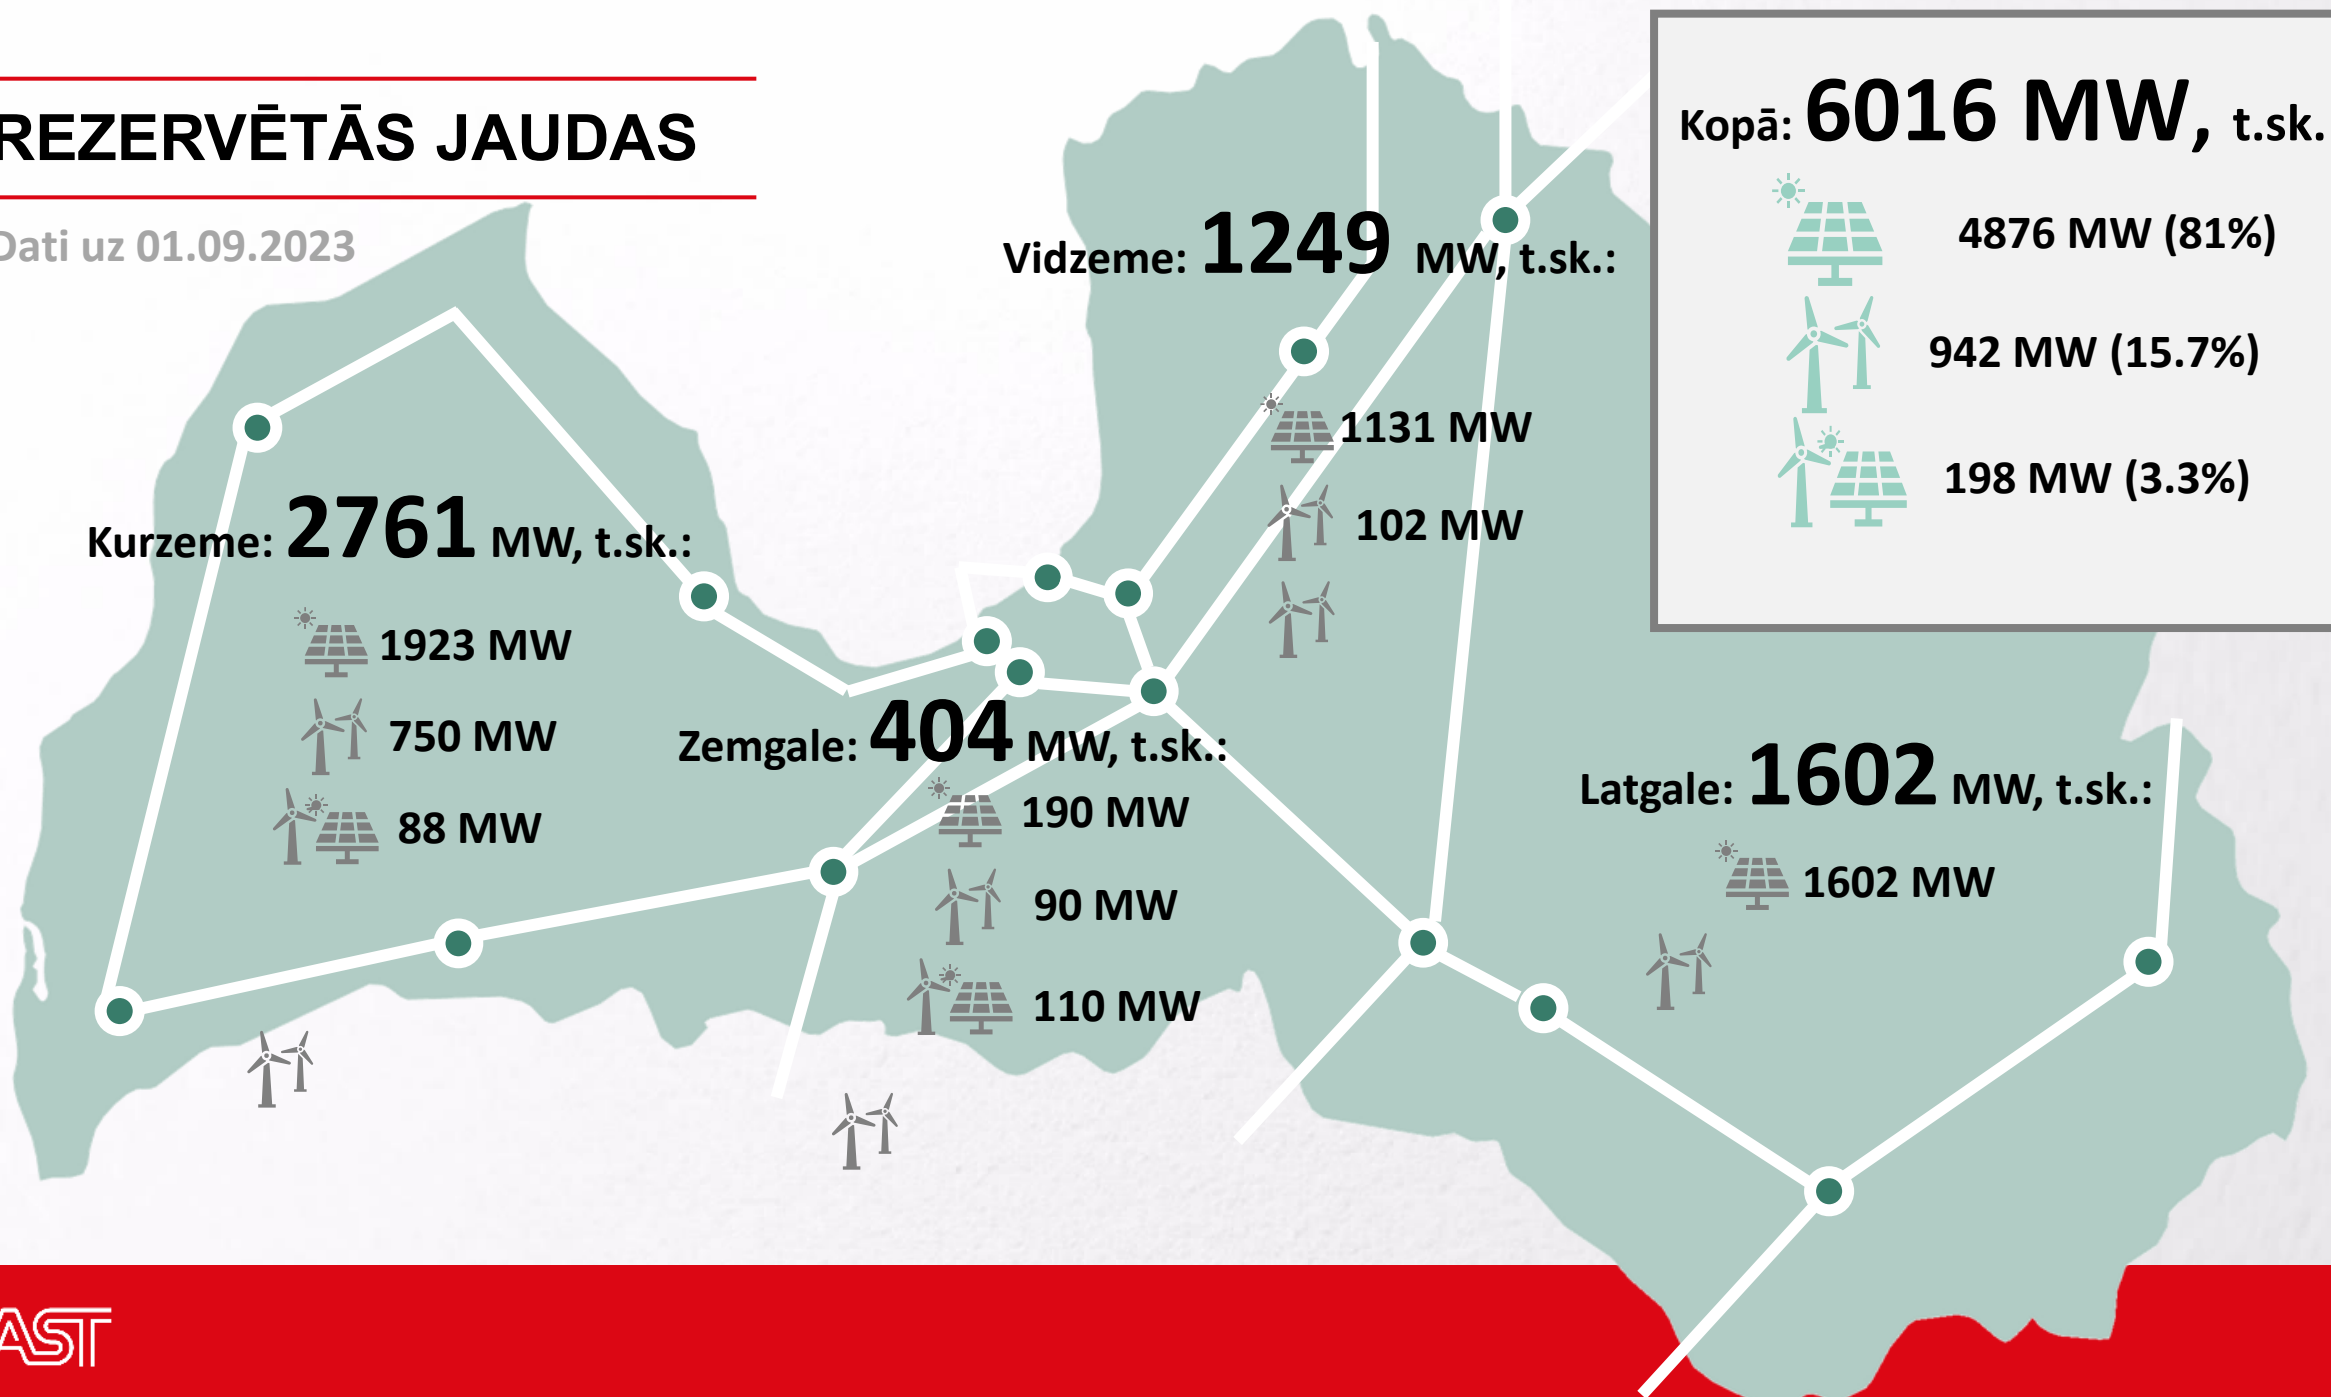 REZERVĒTĀS JAUDAS
Dati uz 01.09.2023
Kopā: 6016 MW, t.sk.
4876 MW (81%)
942 MW (15.7%)
198 MW (3.3%)
Vidzeme: 1249 MW, t.sk.:
1131 MW
102 MW
Kurzeme: 2761 MW, t.sk.:
1923 MW
750 MW
88 MW
Zemgale: 404 MW, t.sk.:
190 MW
90 MW
110 MW
Latgale: 1602 MW, t.sk.:
1602 MW
AST